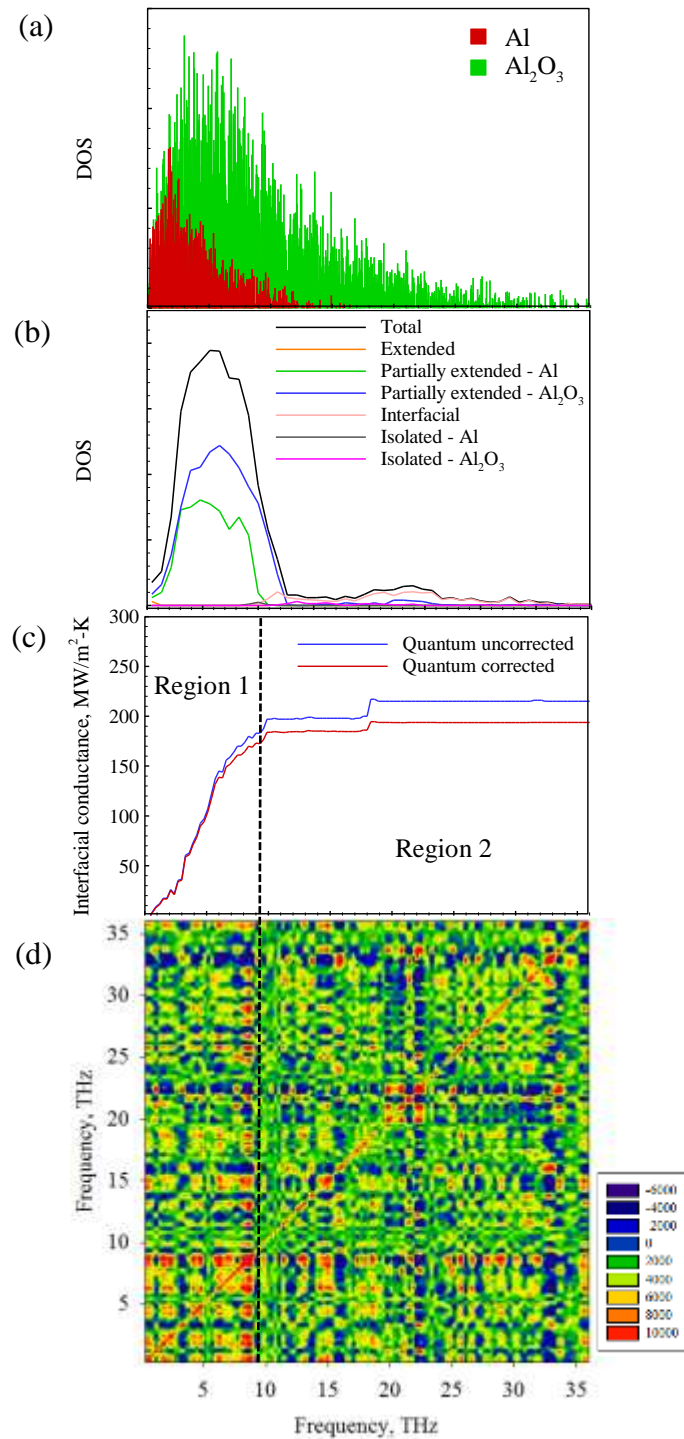 (a)
Al
Al₂O₃
DOS
(b)
Total
Extended
Partially extended - Al
Partially extended - Al₂O₃
Interfacial
Isolated - Al
Isolated - Al₂O₃
DOS
(c)
300
250
200
150
100
50
Interfacial conductance, MW/m²-K
Quantum uncorrected
Quantum corrected
Region 1
Region 2
(d)
35
30
25
20
15
10
5
Frequency, THz
-6000
-4000
2000
0
2000
4000
6000
8000
10000
5 10 15 20 25 30 35
Frequency, THz